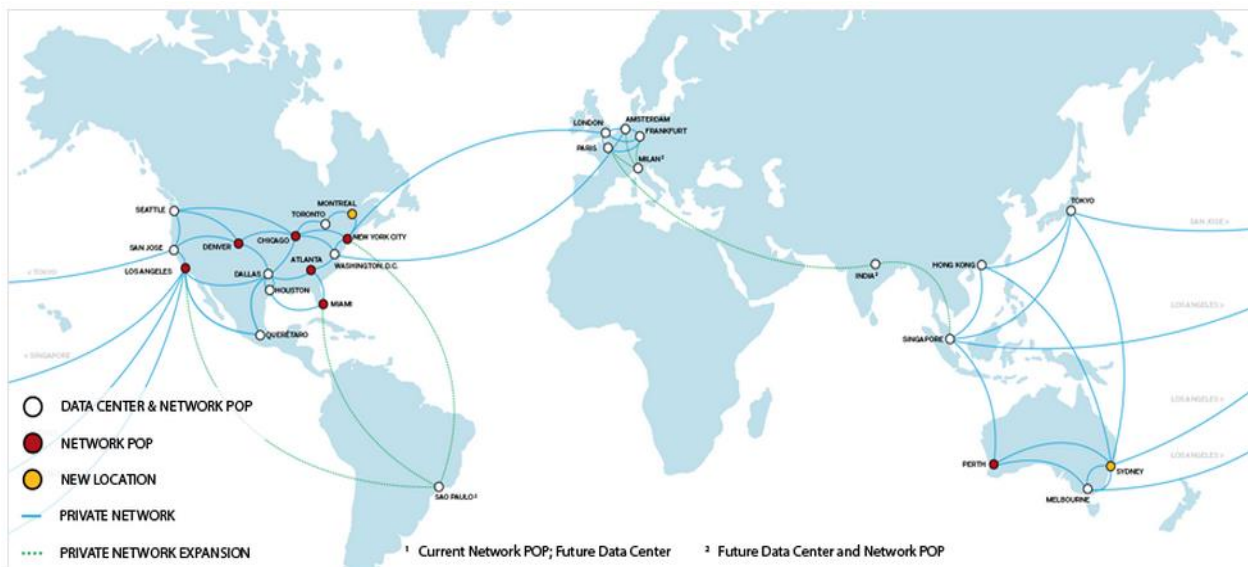 LONDON
AMSTERDAM
FRANKFURT
PARIS
MILAN²
MONTREAL
SEATTLE
TORONTO
TOKYO
SAN JOSE >
SAN JOSE
DENVER
CHICAGO
NEW YORK CITY
ATLANTA
WASHINGTON, D.C.
< TOKYO
LOS ANGELES
DALLAS
HOUSTON
INDIA²
HONG KONG
MIAMI
LOS ANGELES >
QUERÉTARO
SINGAPORE
< SINGAPORE
LOS ANGELES >
DATA CENTER & NETWORK POP
NETWORK POP
LOS ANGELES >
PERTH
SYDNEY
NEW LOCATION
SAO PAULO²
MELBOURNE
PRIVATE NETWORK
PRIVATE NETWORK EXPANSION
¹ Current Network POP; Future Data Center
² Future Data Center and Network POP